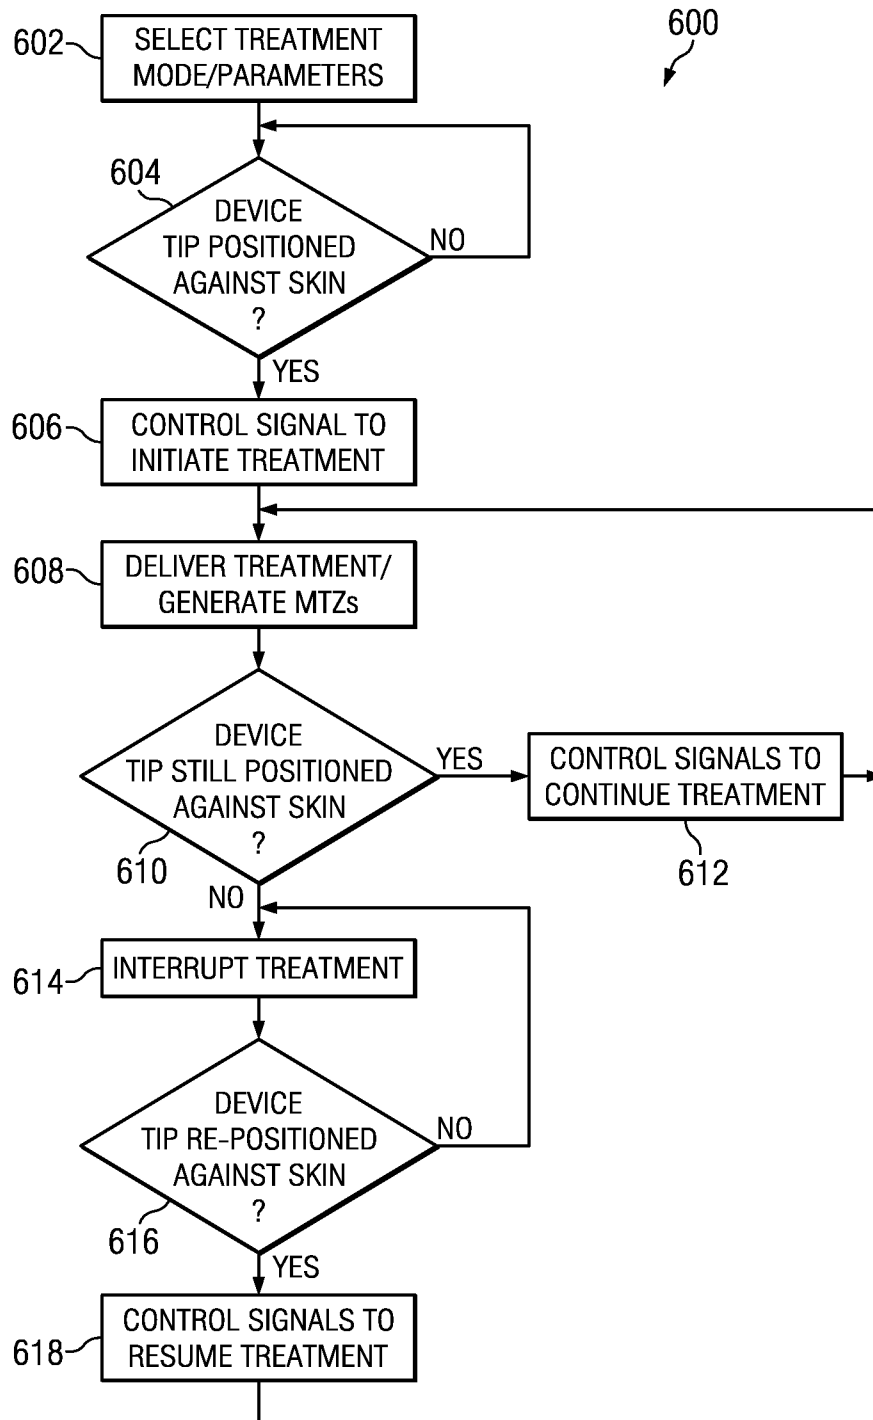 600
602
SELECT TREATMENT
MODE/PARAMETERS
604
DEVICE
TIP POSITIONED
AGAINST SKIN
?
NO
YES
606
CONTROL SIGNAL TO
INITIATE TREATMENT
608
DELIVER TREATMENT/
GENERATE MTZs
DEVICE
TIP STILL POSITIONED
AGAINST SKIN
?
610
YES
CONTROL SIGNALS TO
CONTINUE TREATMENT
612
NO
614
INTERRUPT TREATMENT
DEVICE
TIP RE-POSITIONED
AGAINST SKIN
?
616
NO
YES
618
CONTROL SIGNALS TO
RESUME TREATMENT